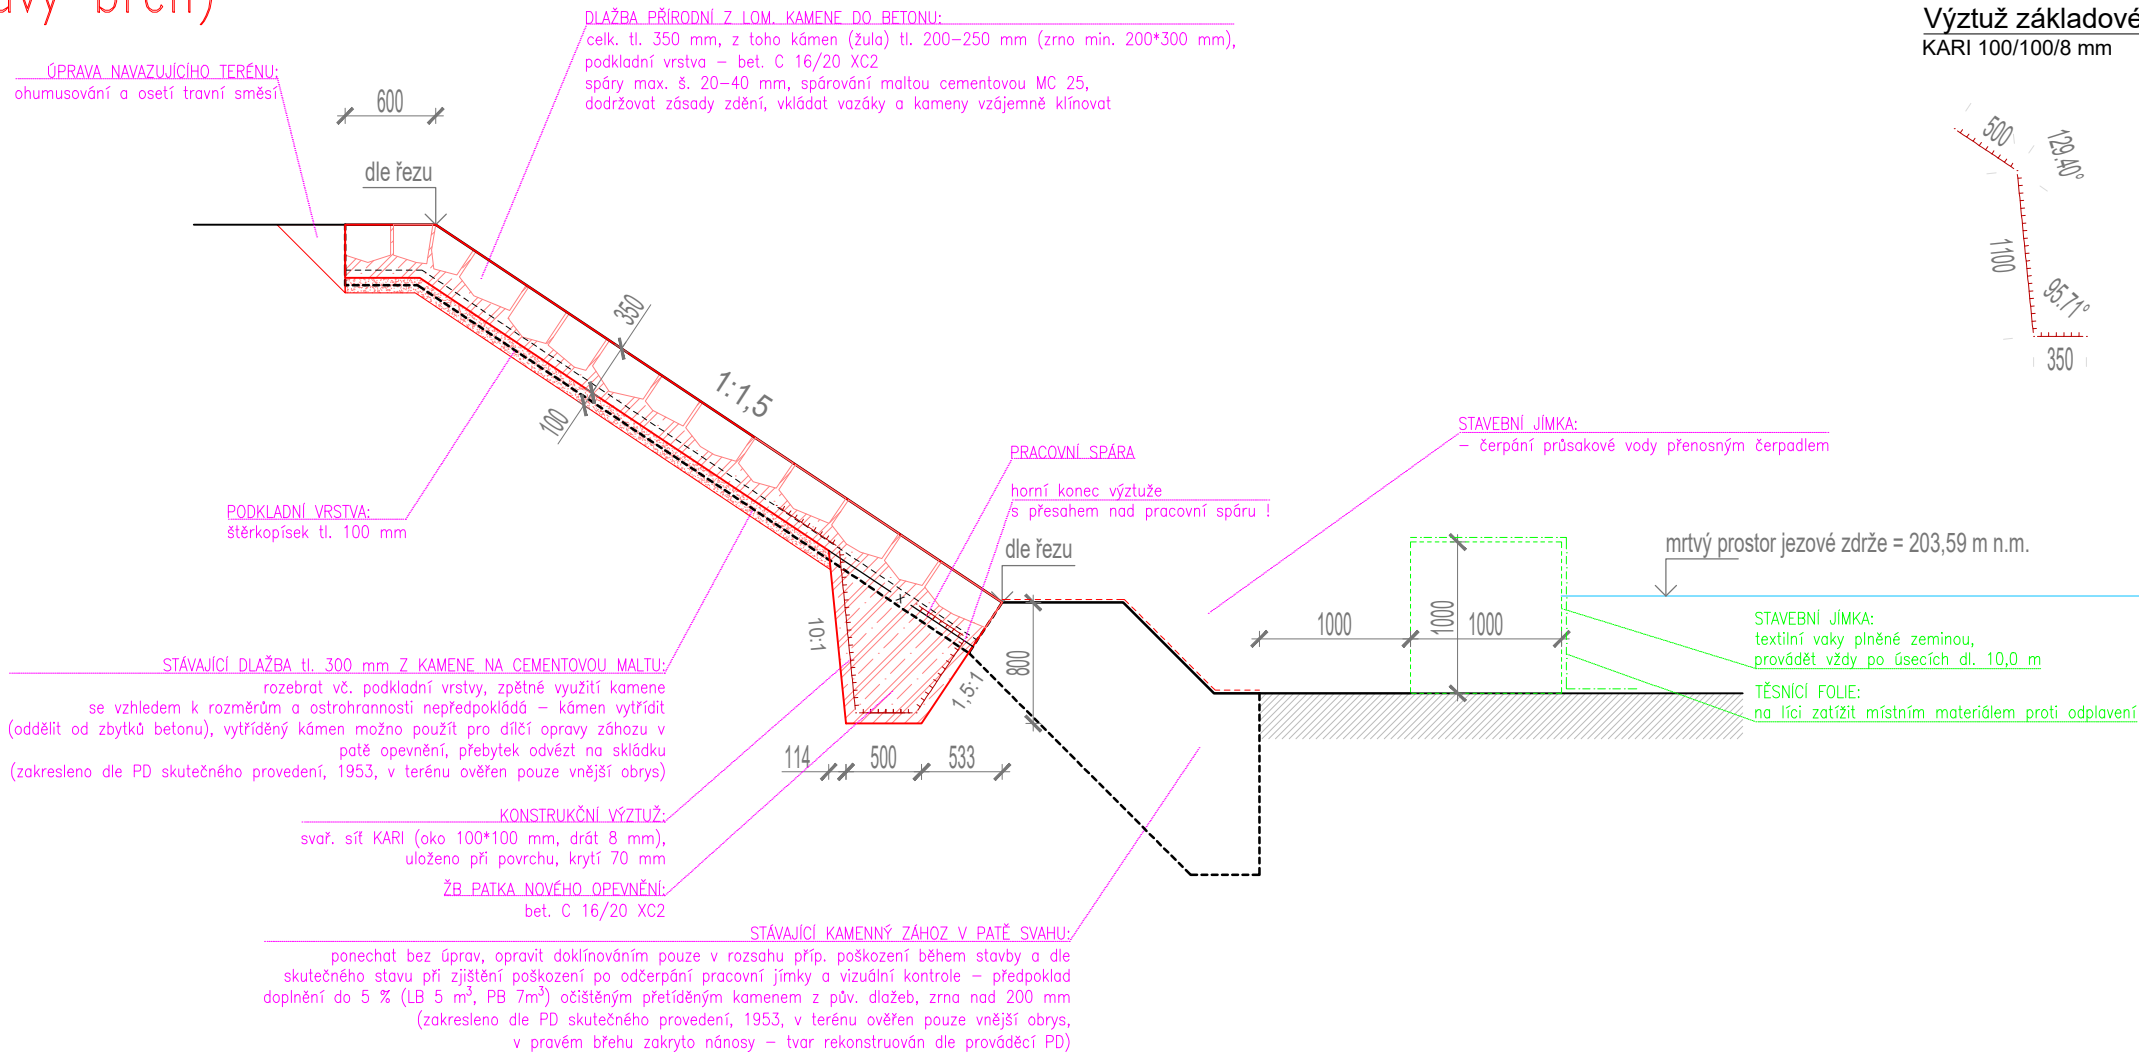 avý břeh)
DLAŽBA PŘÍRODNÍ Z LOM. KAMENE DO BETONU:
celk. tl. 350 mm, z toho kámen (žula) tl. 200–250 mm (zrno min. 200*300 mm),
podkladní vrstva – bet. C 16/20 XC2
spáry max. š. 20–40 mm, spárování maltou cementovou MC 25,
dodržovat zásady zdění, vkládat vazáky a kameny vzájemně klínovat
Výztuž základové
KARI 100/100/8 mm
500
129.40°
1100
95.71°
350
ÚPRAVA NAVAZUJÍCÍHO TERÉNU:
ohumusování a osetí travní směsí
600
dle řezu
350
100
1:1,5
PODKLADNÍ VRSTVA:
štěrkopísek tl. 100 mm
PRACOVNÍ SPÁRA
horní konec výztuže
s přesahem nad pracovní spáru !
dle řezu
STAVEBNÍ JÍMKA:
– čerpání průsakové vody přenosným čerpadlem
mrtvý prostor jezové zdrže = 203,59 m n.m.
1000
1000
1000
STAVEBNÍ JÍMKA:
textilní vaky plněné zeminou,
provádět vždy po úsecích dl. 10,0 m
TĚSNÍCÍ FOLIE:
na líci zatížit místním materiálem proti odplavení
x
10:1
1,5:1
800
114
500
533
STÁVAJÍCÍ DLAŽBA tl. 300 mm Z KAMENE NA CEMENTOVOU MALTU:
rozebrat vč. podkladní vrstvy, zpětné využití kamene
se vzhledem k rozměrům a ostrohrannosti nepředpokládá – kámen vytřídit
(oddělit od zbytků betonu), vytříděný kámen možno použít pro dílčí opravy záhozu v
patě opevnění, přebytek odvézt na skládku
(zakresleno dle PD skutečného provedení, 1953, v terénu ověřen pouze vnější obrys)
KONSTRUKČNÍ VÝZTUŽ:
svař. síť KARI (oko 100*100 mm, drát 8 mm),
uloženo při povrchu, krytí 70 mm
ŽB PATKA NOVÉHO OPEVNĚNÍ:
bet. C 16/20 XC2
STÁVAJÍCÍ KAMENNÝ ZÁHOZ V PATĚ SVAHU:
ponechat bez úprav, opravit doklínováním pouze v rozsahu příp. poškození během stavby a dle
skutečného stavu při zjištění poškození po odčerpání pracovní jímky a vizuální kontrole – předpoklad
doplnění do 5 % (LB 5 m³, PB 7m³) očištěným přetíděným kamenem z pův. dlažeb, zrna nad 200 mm
(zakresleno dle PD skutečného provedení, 1953, v terénu ověřen pouze vnější obrys,
v pravém břehu zakryto nánosy – tvar rekonstruován dle prováděcí PD)